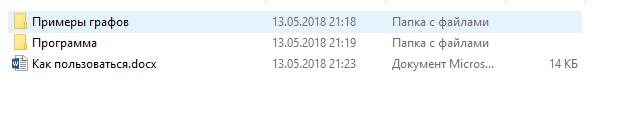 Примеры графов 13.05.2018 21:18 Папка с файлами
Программа 13.05.2018 21:19 Папка с файлами
Как пользоваться.docx 13.05.2018 21:23 Документ Micros... 14 КБ